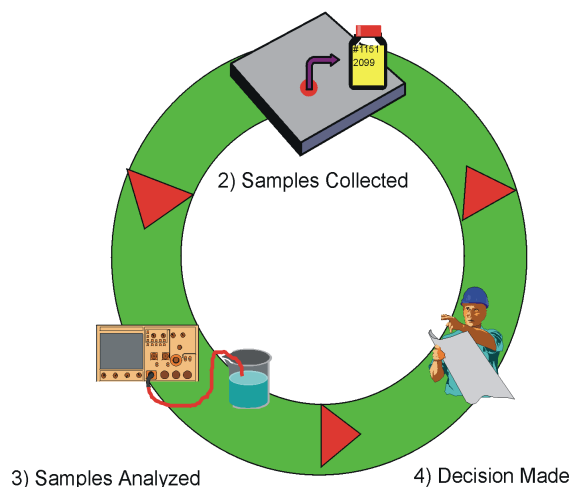 #1151
2099
2) Samples Collected
3) Samples Analyzed
4) Decision Made